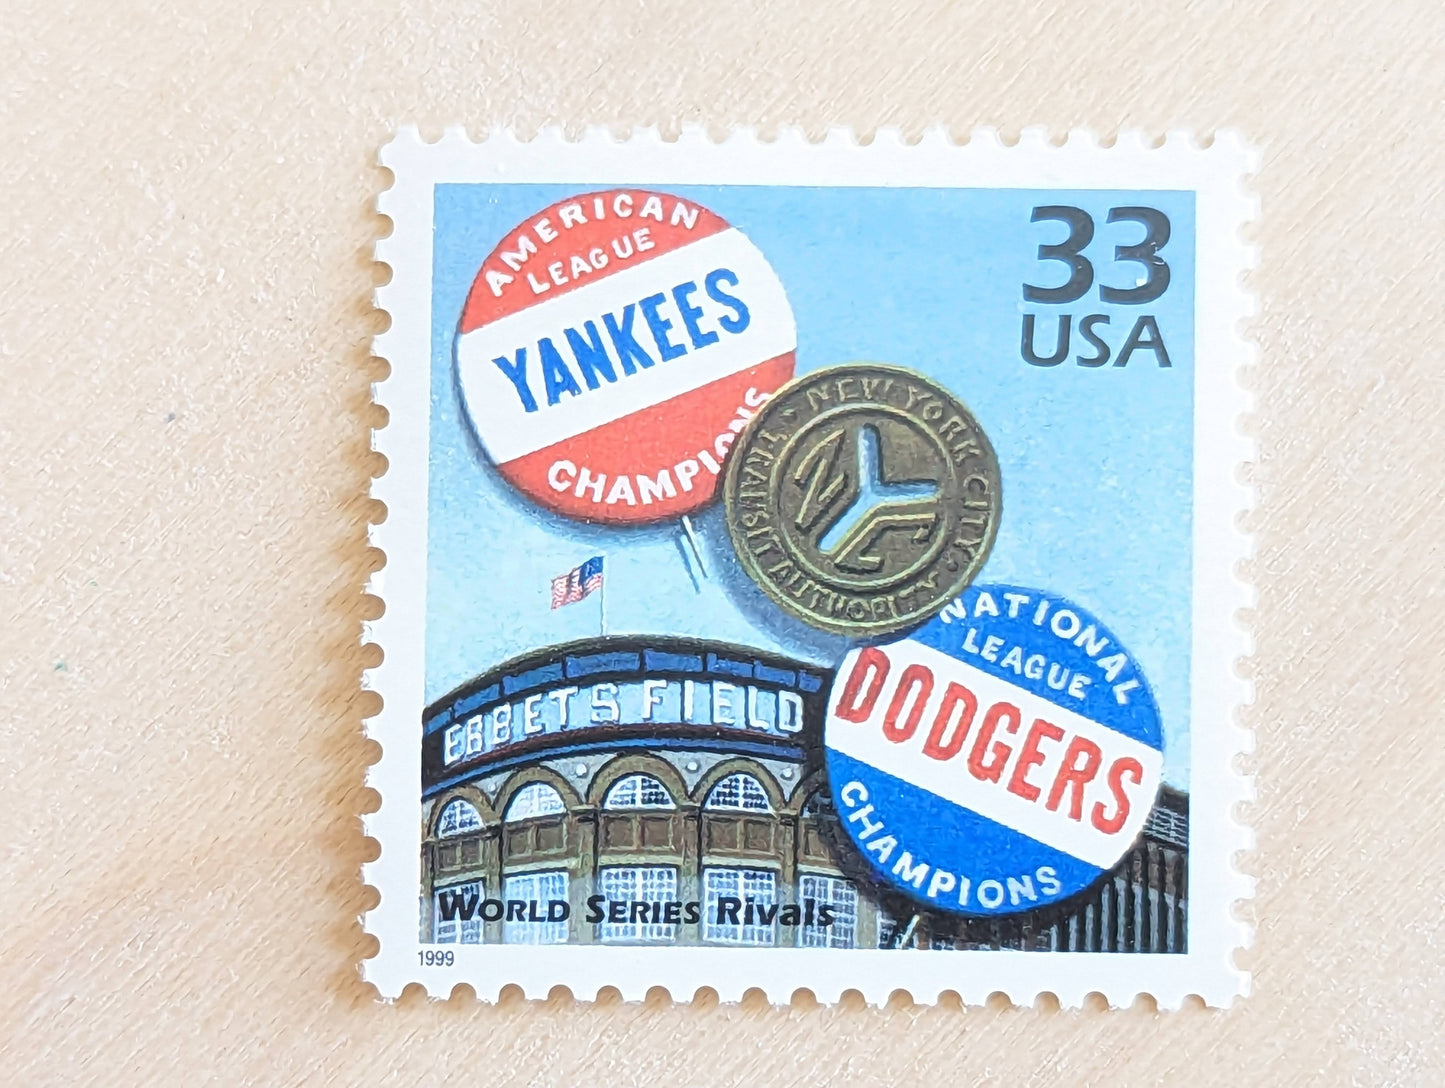 AMERICAN
LEAGUE
YANKEES
CHAMPIONS
33
USA
NEW YORK CITY
TRANSIT AUTHORITY
NYC
NATIONAL
LEAGUE
DODGERS
CHAMPIONS
EBBETS FIELD
WORLD SERIES RIvals
1999